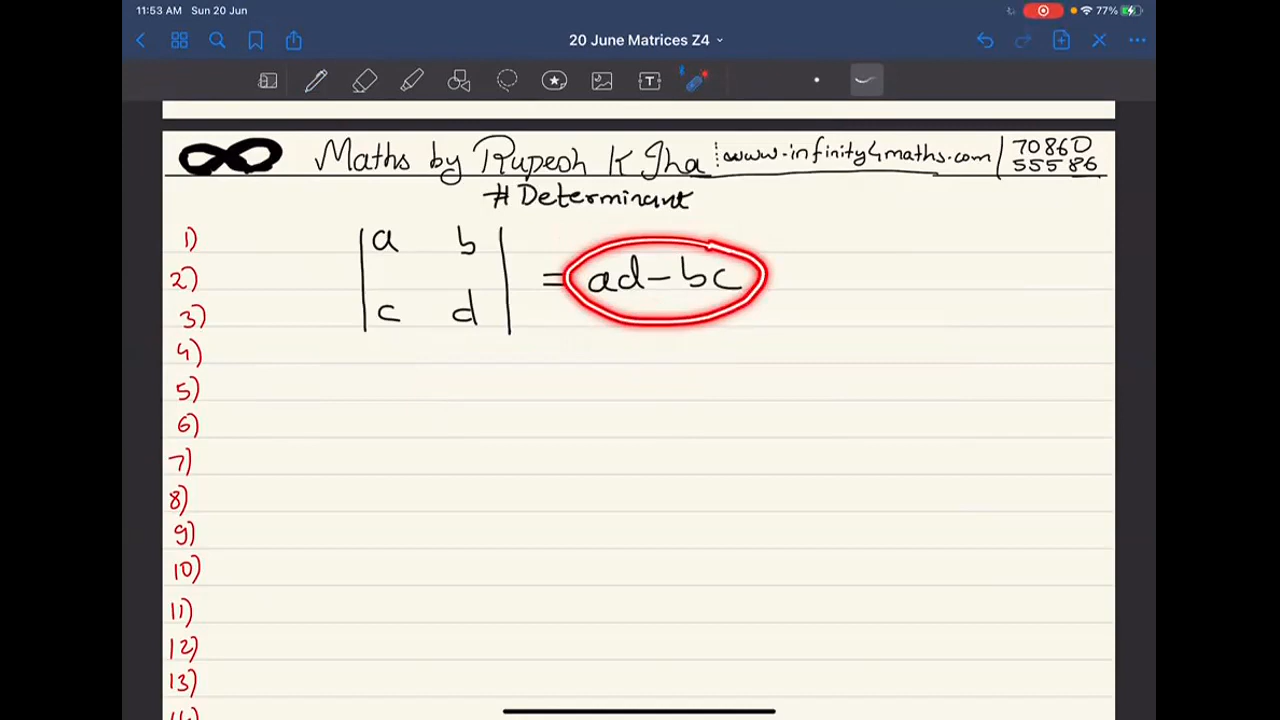 11:53 AM Sun 20 Jun
77%
20 June Matrices Z4
Maths by Rupesh K Jha www.infinity4maths.com 70860
55586
# Determinant
1)
a b
2)
= ad - bc
3)
c d
4)
5)
6)
7)
8)
9)
10)
11)
12)
13)